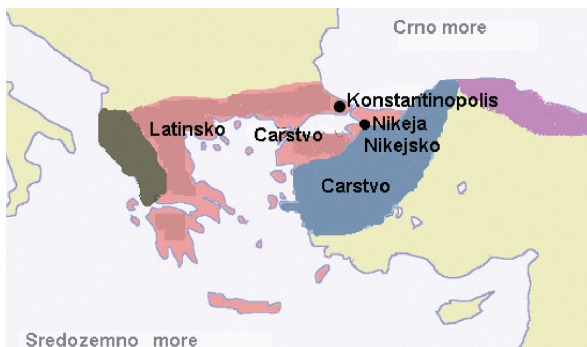 Crno more
Konstantinopolis
Latinsko Carstvo
Nikeja
Nikejsko
Carstvo
Sredozemno more